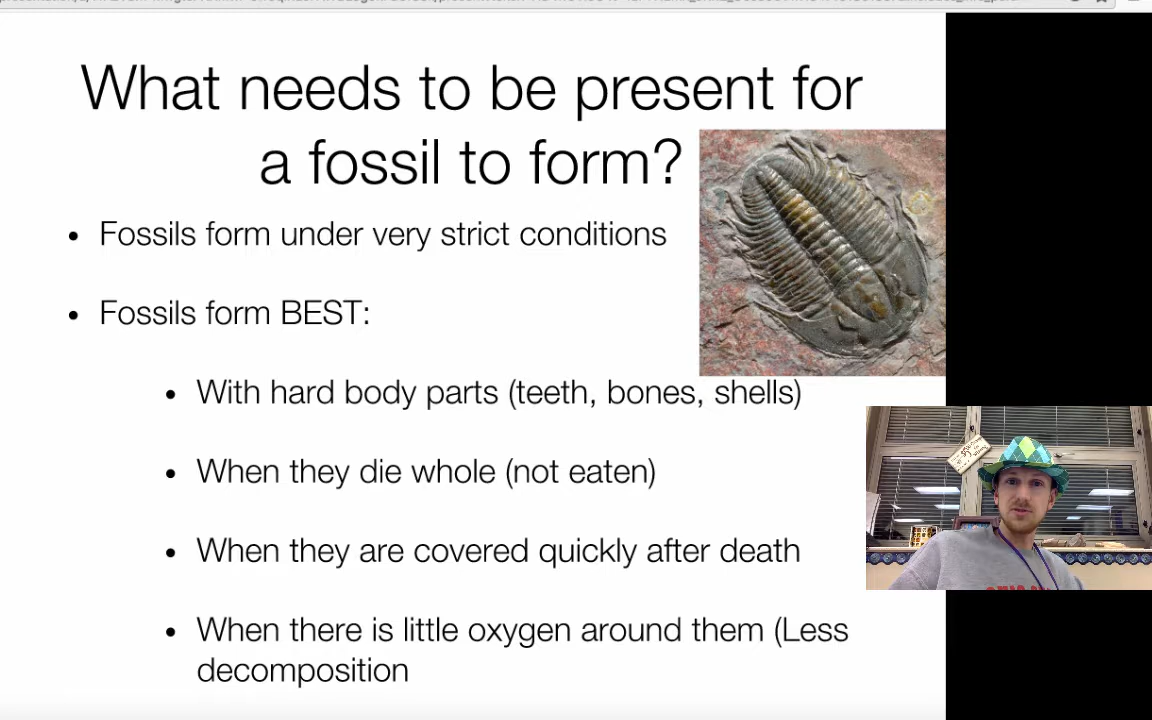 What needs to be present for
a fossil to form?
• Fossils form under very strict conditions
• Fossils form BEST:
• With hard body parts (teeth, bones, shells)
• When they die whole (not eaten)
• When they are covered quickly after death
• When there is little oxygen around them (Less
decomposition